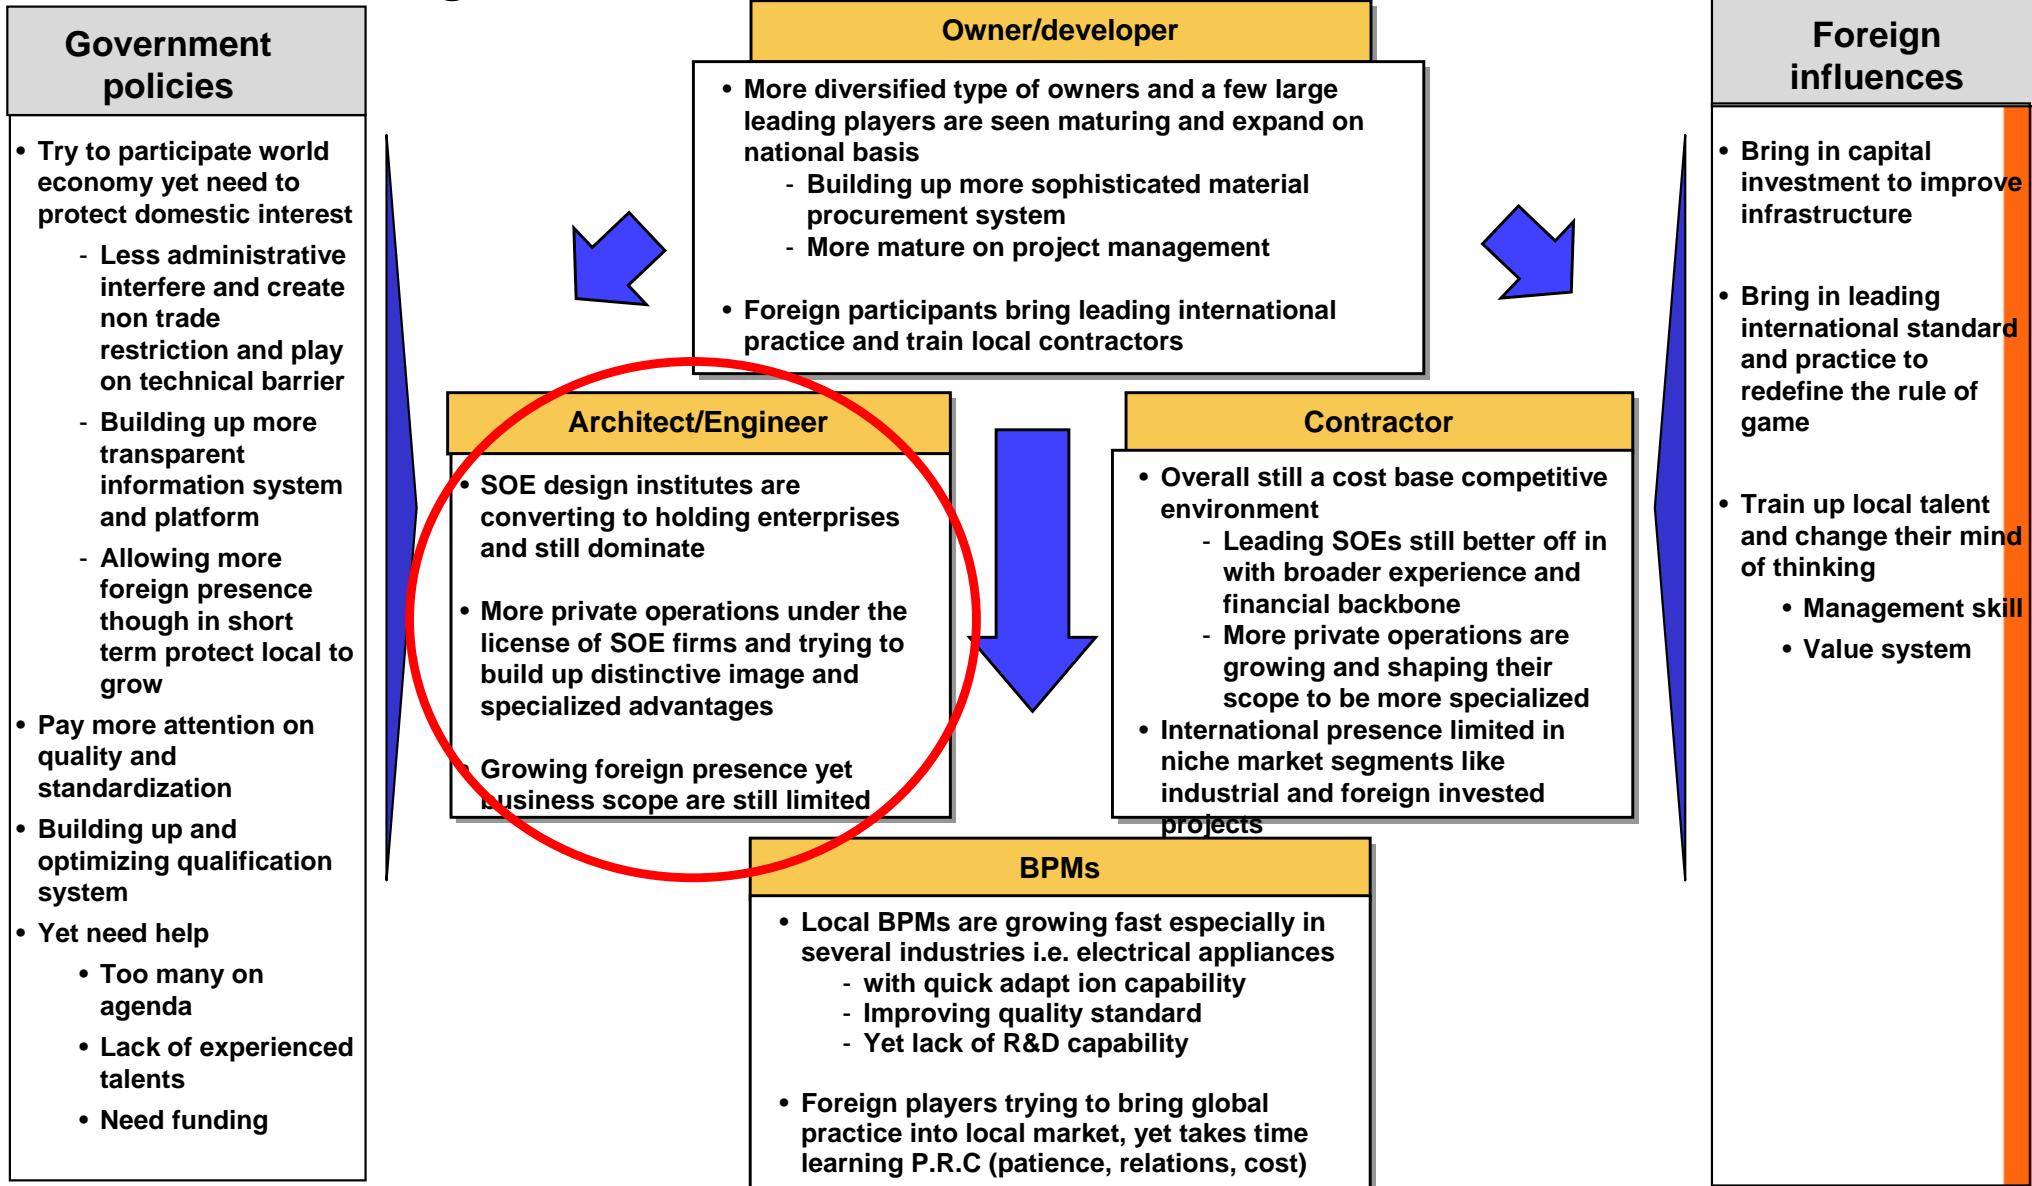 Government
policies
• Try to participate world
economy yet need to
protect domestic interest
- Less administrative
interfere and create
non trade
restriction and play
on technical barrier
- Building up more
transparent
information system
and platform
- Allowing more
foreign presence
though in short
term protect local to
grow
• Pay more attention on
quality and
standardization
• Building up and
optimizing qualification
system
• Yet need help
• Too many on
agenda
• Lack of experienced
talents
• Need funding
Owner/developer
• More diversified type of owners and a few large
leading players are seen maturing and expand on
national basis
- Building up more sophisticated material
procurement system
- More mature on project management
• Foreign participants bring leading international
practice and train local contractors
Architect/Engineer
• SOE design institutes are
converting to holding enterprises
and still dominate
• More private operations under the
license of SOE firms and trying to
build up distinctive image and
specialized advantages
• Growing foreign presence yet
business scope are still limited
Contractor
• Overall still a cost base competitive
environment
- Leading SOEs still better off in
with broader experience and
financial backbone
- More private operations are
growing and shaping their
scope to be more specialized
• International presence limited in
niche market segments like
industrial and foreign invested
projects
BPMs
• Local BPMs are growing fast especially in
several industries i.e. electrical appliances
- with quick adapt ion capability
- Improving quality standard
- Yet lack of R&D capability
• Foreign players trying to bring global
practice into local market, yet takes time
learning P.R.C (patience, relations, cost)
Foreign
influences
• Bring in capital
investment to improve
infrastructure
• Bring in leading
international standard
and practice to
redefine the rule of
game
• Train up local talent
and change their mind
of thinking
• Management skill
• Value system